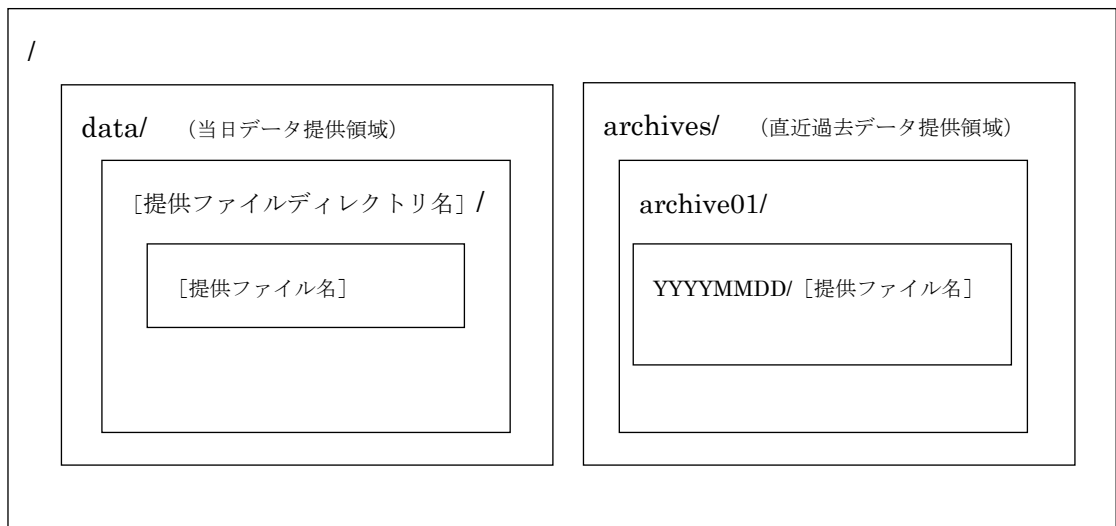 /
data/ （当日データ提供領域）
［提供ファイルディレクトリ名］/
［提供ファイル名］
archives/ （直近過去データ提供領域）
archive01/
YYYYMMDD/［提供ファイル名］